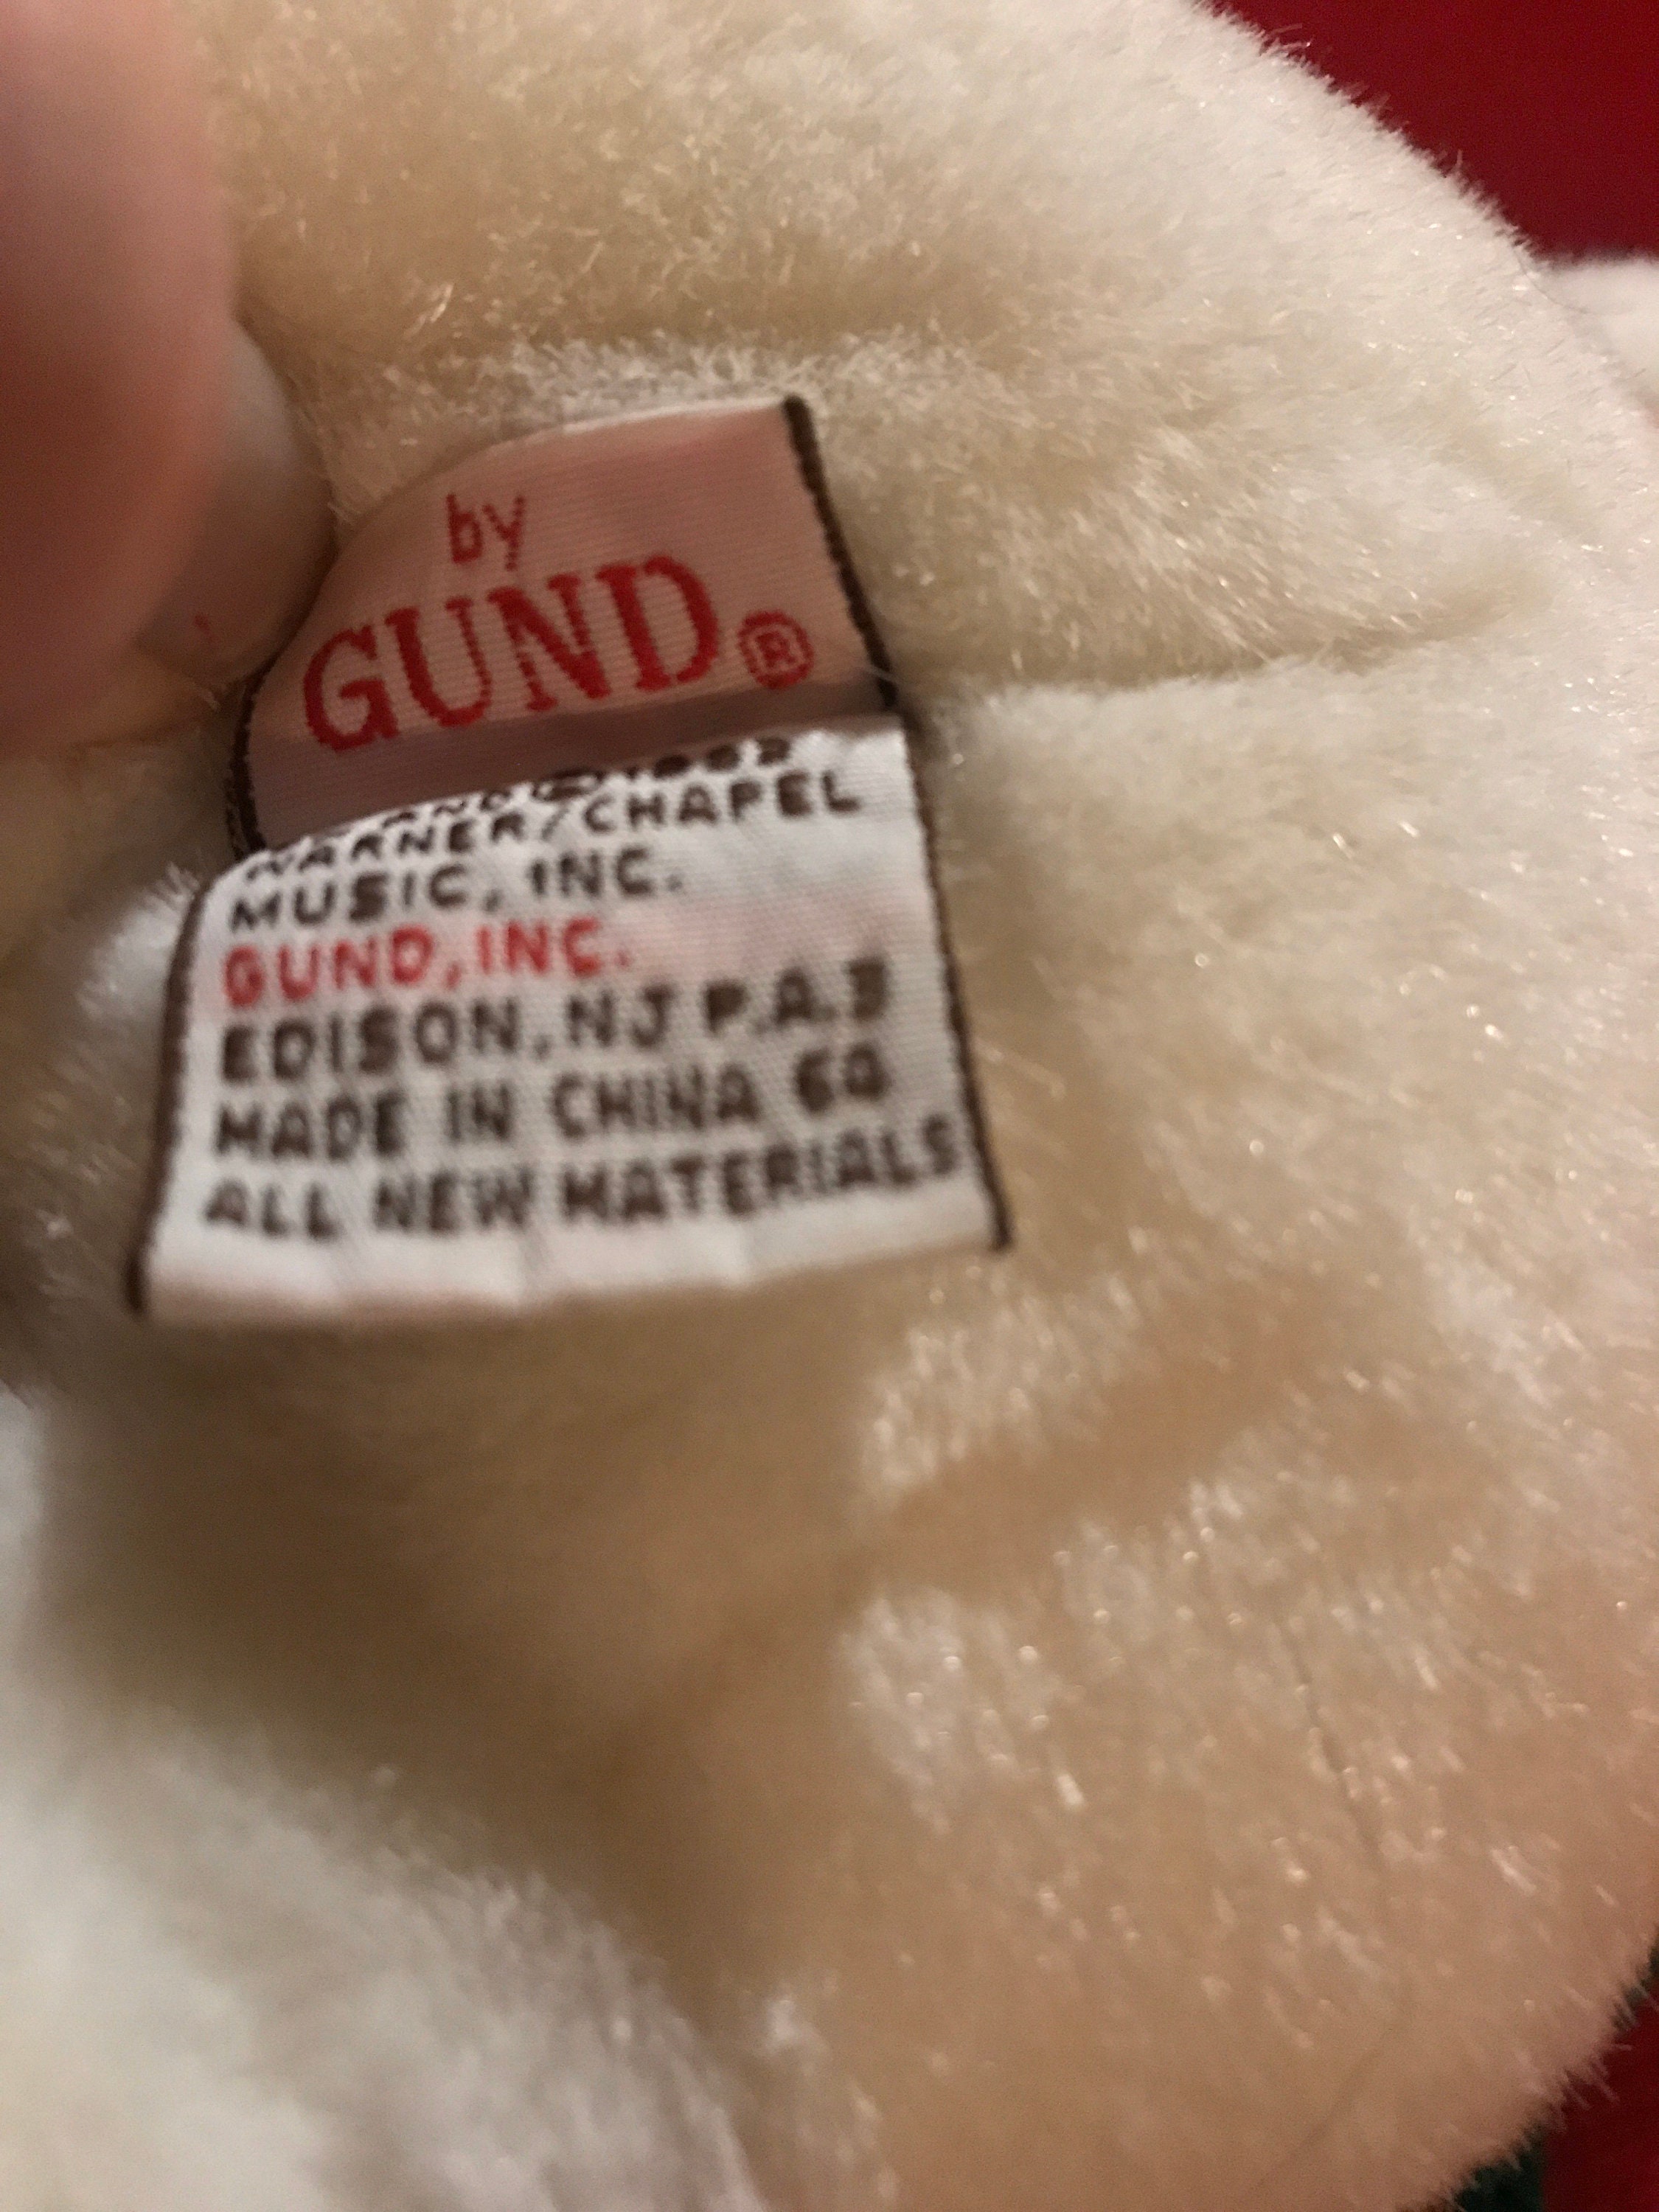 by
GUND®
WARNER/CHAPEL
MUSIC, INC.
GUND, INC.
EDISON, NJ P.A.3
MADE IN CHINA 64
ALL NEW MATERIALS